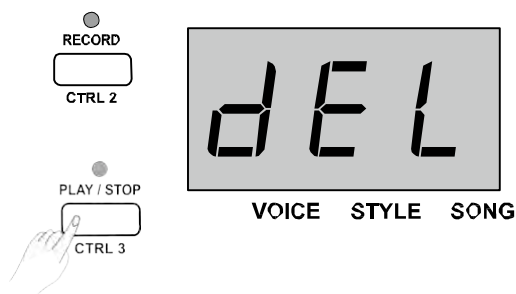 RECORD
CTRL 2
dEL
PLAY / STOP
CTRL 3
VOICE STYLE SONG